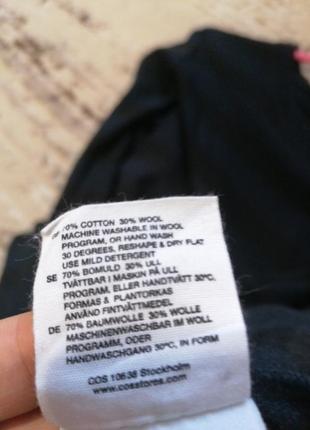 70% COTTON 30% WOOL
MACHINE WASHABLE IN WOOL
PROGRAM, OR HAND WASH
30 DEGREES, RESHAPE & DRY FLAT
USE MILD DETERGENT
SE 70% BOMULD 30% ULL
TVÄTTBAR I MASKIN PÅ ULL
PROGRAM, ELLER HANDTVÄTT 30°C,
FORMAS & PLANTORKAS
ANVÄND FINTVÄTTMEDEL
DE 70% BAUMWOLLE 30% WOLLE
MASCHINENWASCHBAR IM WOLL
PROGRAMM, ODER
HANDWASCHGANG 30°C, IN FORM
COS 10638 Stockholm
www.cosstores.com